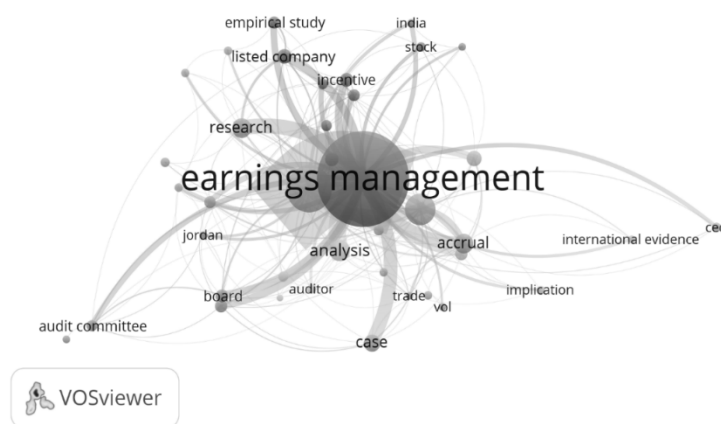 empirical study
india
listed company
stock
incentive
research
earnings management
jordan
analysis
accrual
international evidence
auditor
board
trade
implication
vol
audit committee
case
VOSviewer